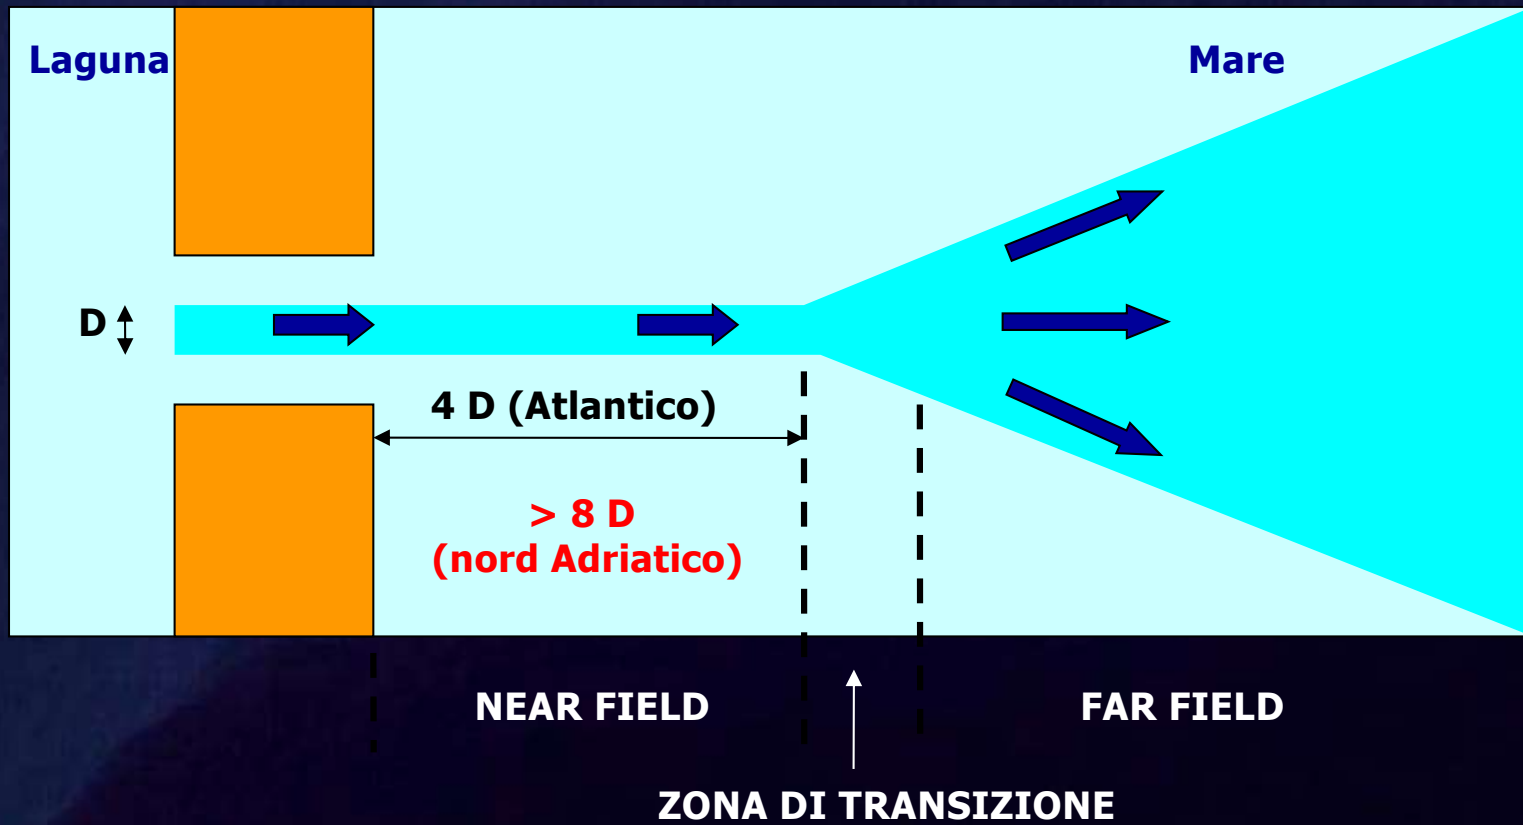 Laguna
Mare
D
4 D (Atlantico)
> 8 D
(nord Adriatico)
NEAR FIELD
FAR FIELD
ZONA DI TRANSIZIONE